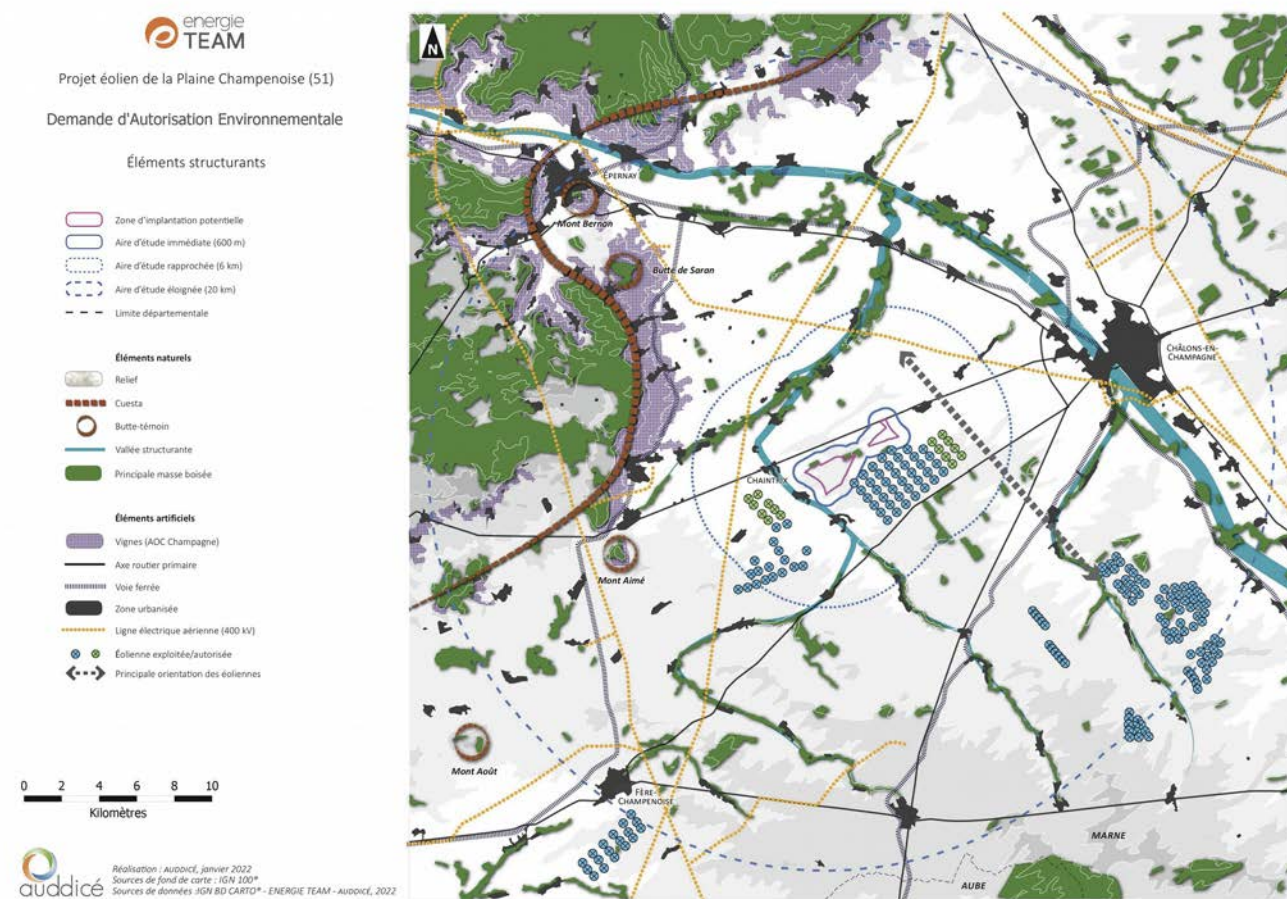 energie
TEAM
Projet éolien de la Plaine Champenoise (51)
Demande d'Autorisation Environnementale
Éléments structurants
Zone d'implantation potentielle
Aire d'étude immédiate (600 m)
Aire d'étude rapprochée (6 km)
Aire d'étude éloignée (20 km)
Limite départementale
Éléments naturels
Relief
Cuesta
Butte-témoin
Vallée structurante
Principale masse boisée
Éléments artificiels
Vignes (AOC Champagne)
Axe routier primaire
Voie ferrée
Zone urbanisée
Ligne électrique aérienne (400 kV)
Éolienne exploitée/autorisée
Principale orientation des éoliennes
0 2 4 6 8 10
Kilomètres
auddicé
Réalisation : AUDDICÉ, janvier 2022
Sources de fond de carte : IGN 100®
Sources de données :IGN BD CARTO® - ENERGIE TEAM - AUDDICÉ, 2022
N
ÉPERNAY
Mont Bernon
Butte de Saran
CHÂLONS-EN-
CHAMPAGNE
CHAINTRIX
Mont Aimé
Mont Août
FÈRE-
CHAMPENOISE
MARNE
AUBE